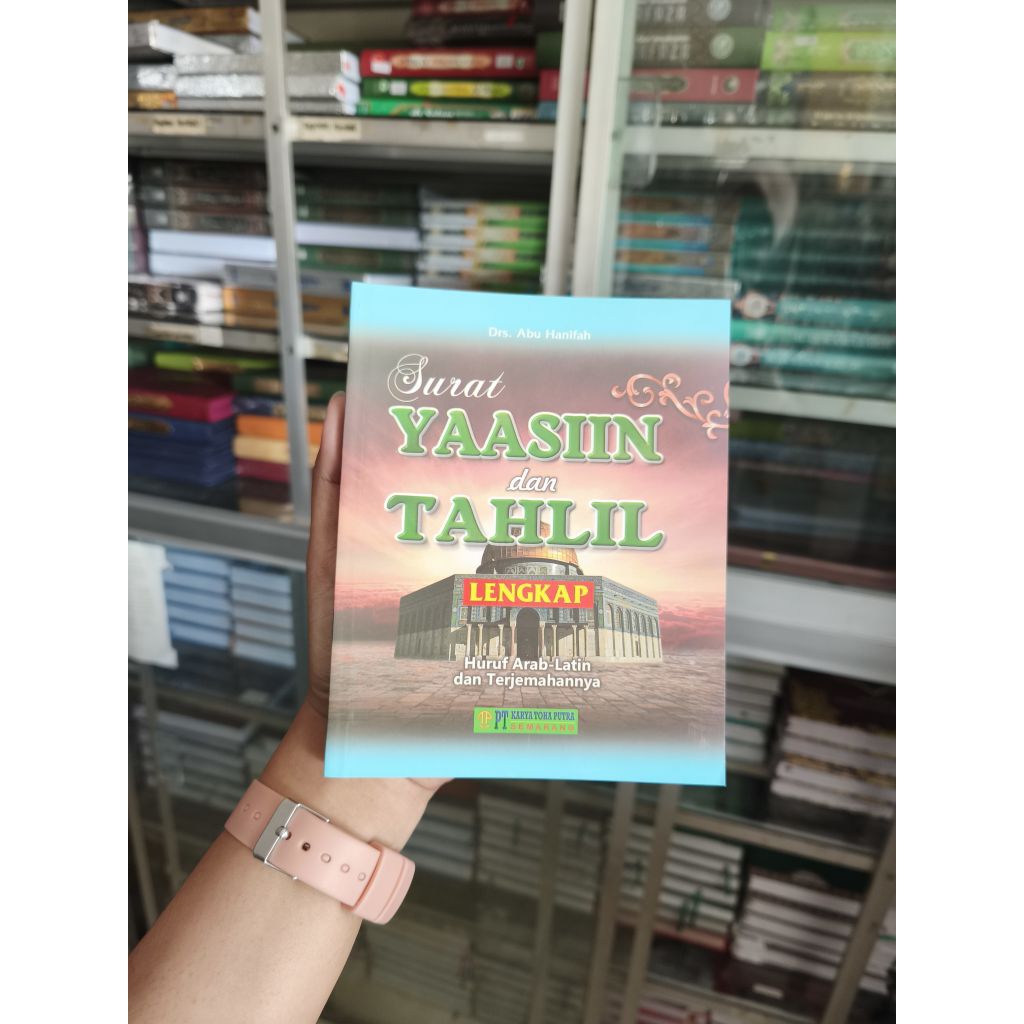 Drs. Abu Hanifah
Surat
YAASIIN
dan
TAHLIL
LENGKAP
Huruf Arab-Latin
dan Terjemahannya
PT KARYA TOHA PUTRA
SEMARANG